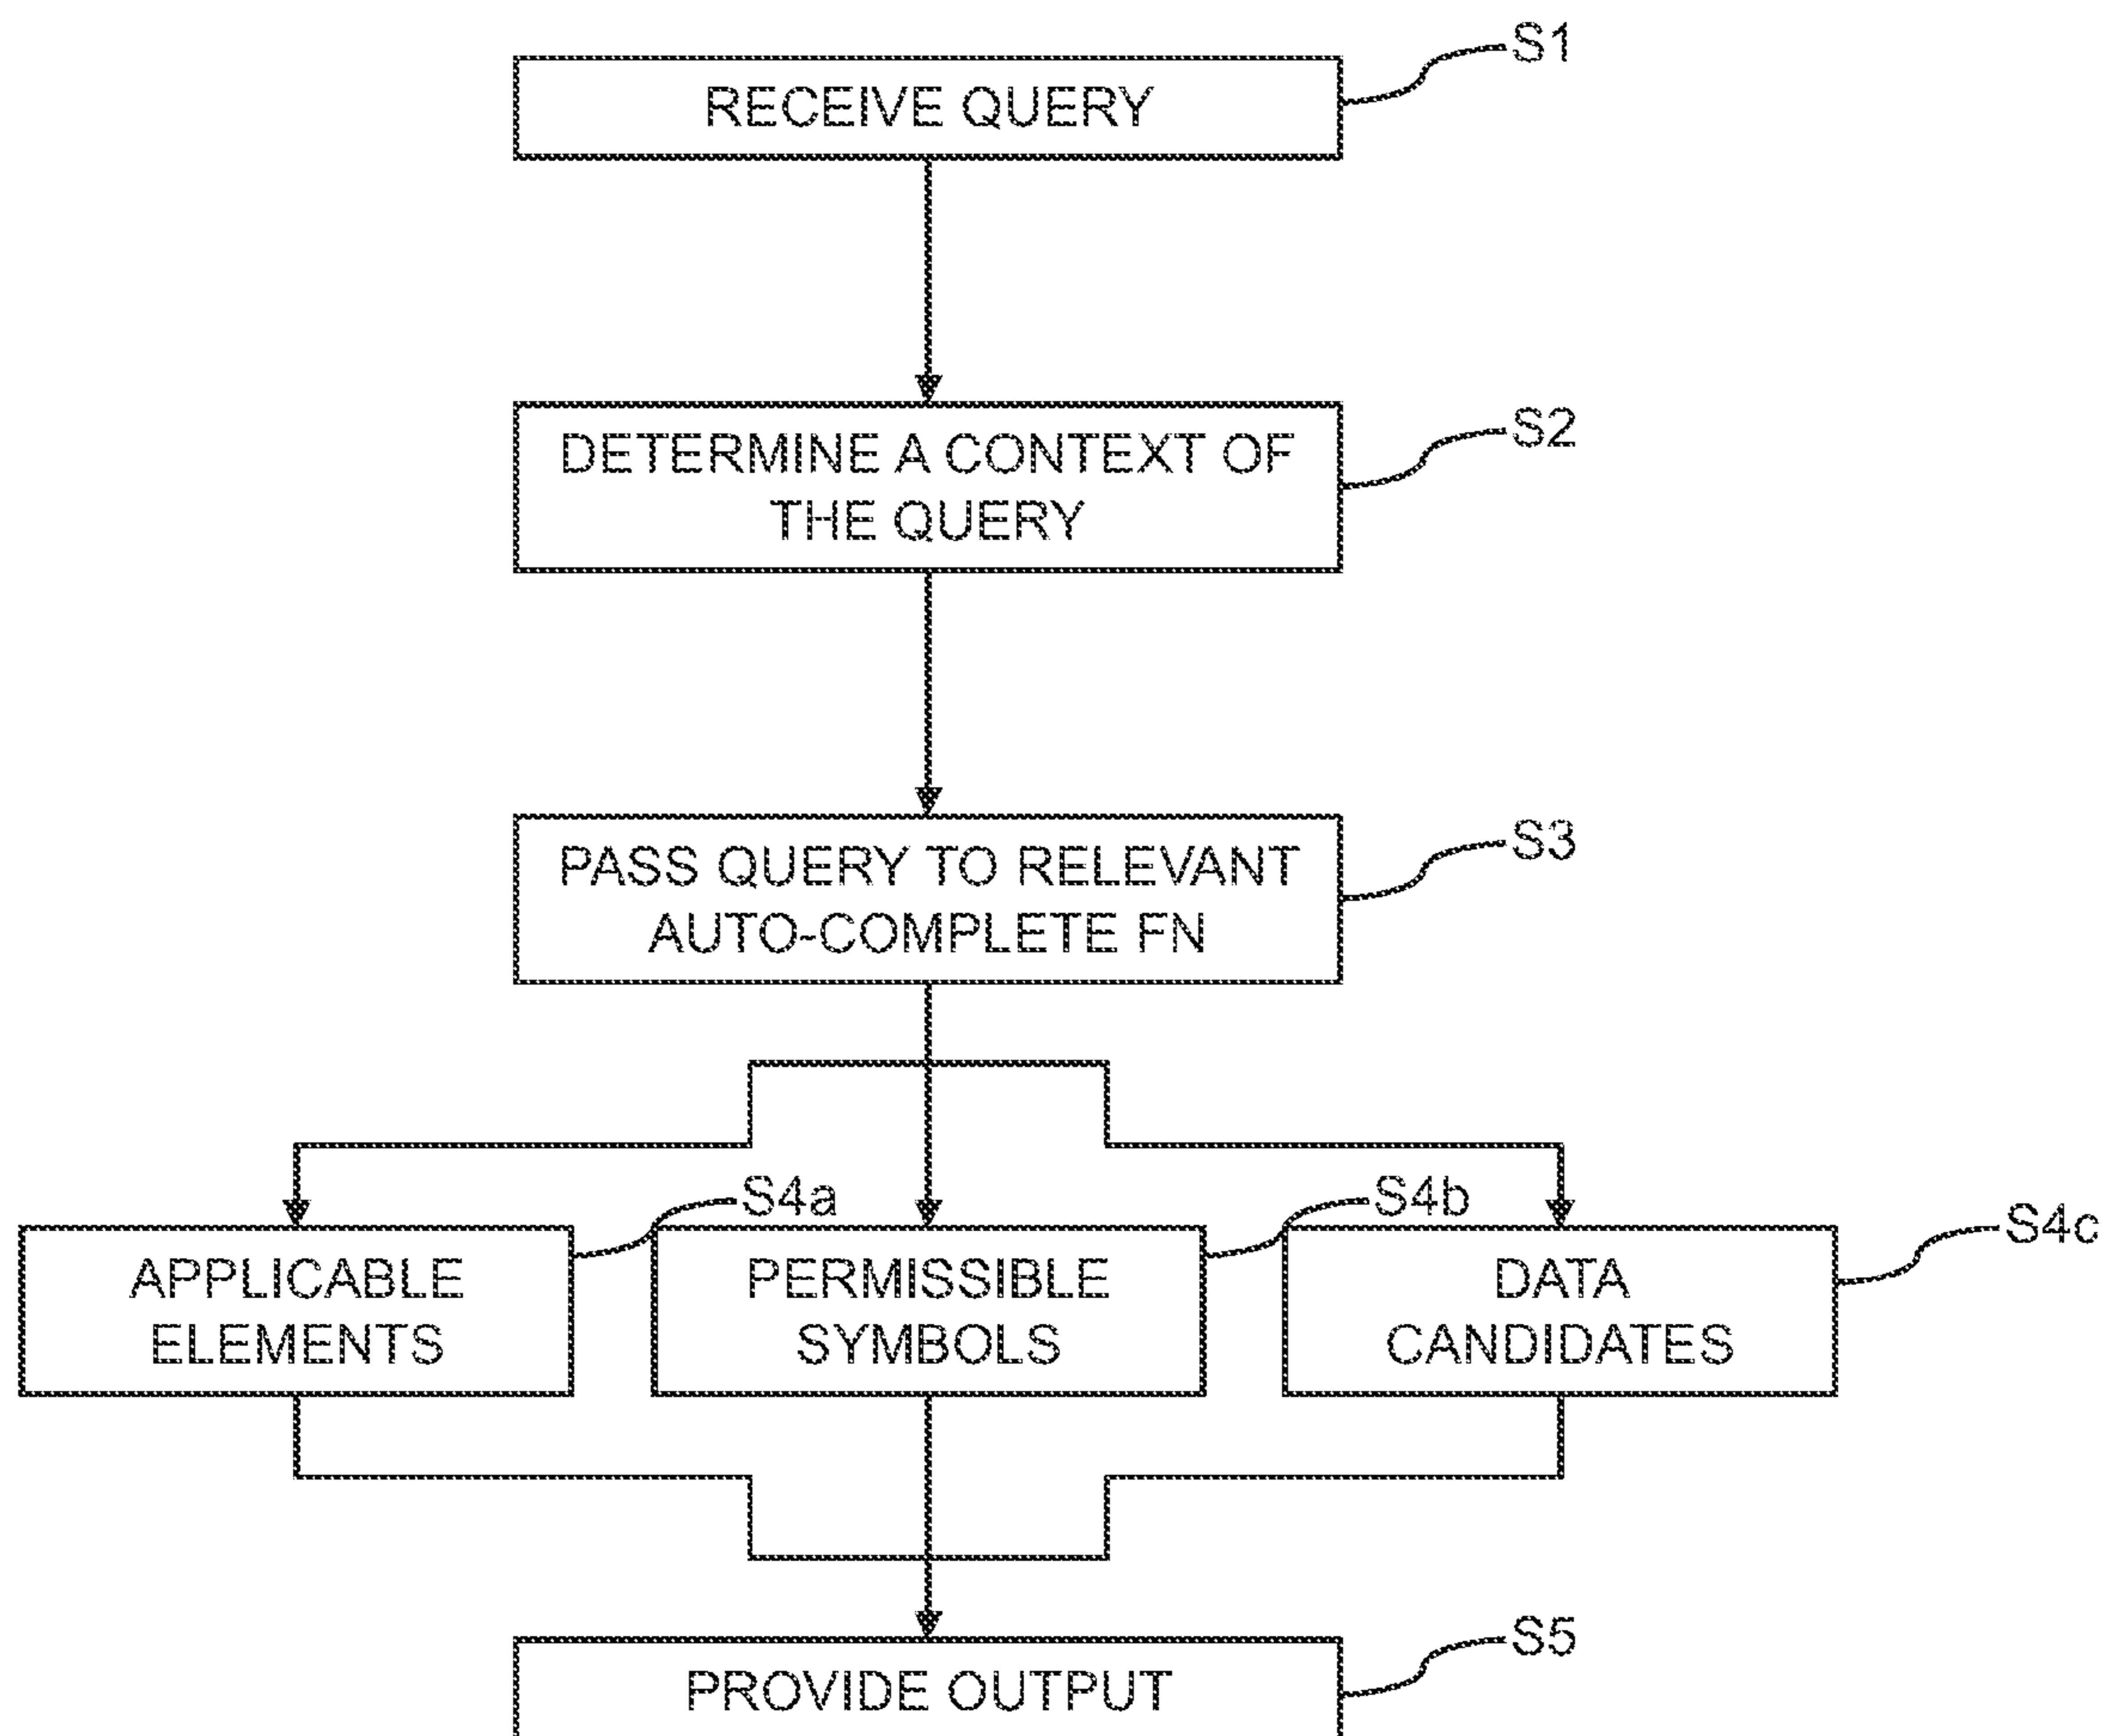 S1
RECEIVE QUERY
S2
DETERMINE A CONTEXT OF
THE QUERY
S3
PASS QUERY TO RELEVANT
AUTO-COMPLETE FN
S4a
APPLICABLE
ELEMENTS
S4b
PERMISSIBLE
SYMBOLS
S4c
DATA
CANDIDATES
S5
PROVIDE OUTPUT